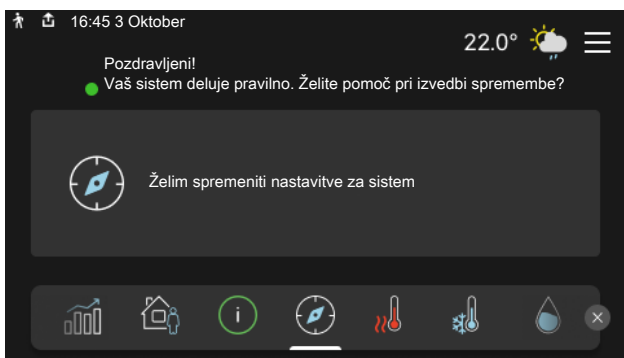 16:45 3 Oktober
22.0°
Pozdravljeni!
Vaš sistem deluje pravilno. Želite pomoč pri izvedbi spremembe?
Želim spremeniti nastavitve za sistem